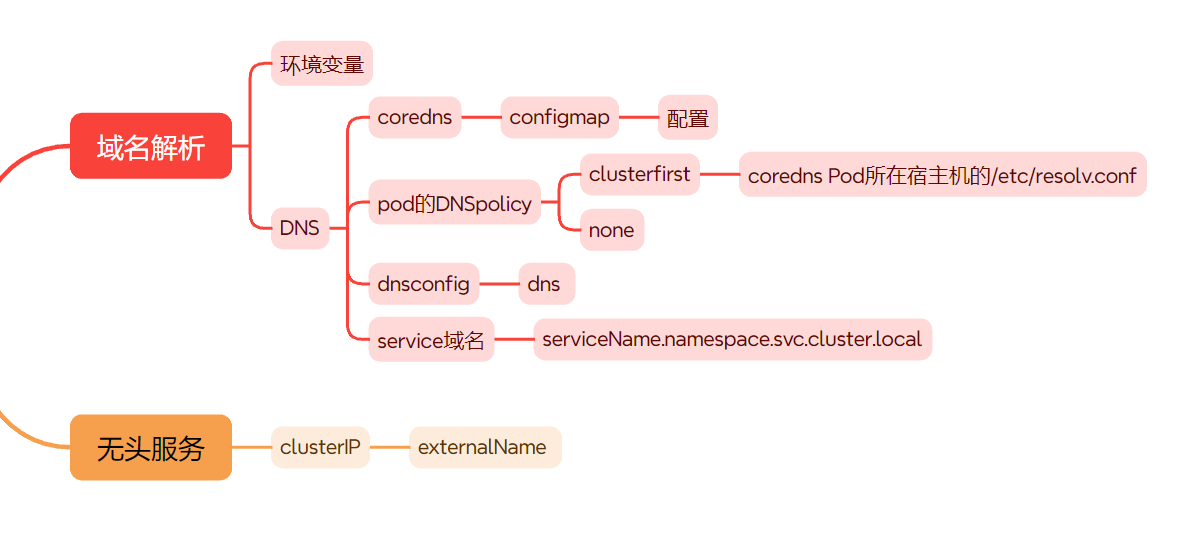 域名解析
环境变量
DNS
coredns
configmap
配置
pod的DNSpolicy
clusterfirst
coredns Pod所在宿主机的/etc/resolv.conf
none
dnsconfig
dns
service域名
serviceName.namespace.svc.cluster.local
无头服务
clusterIP
externalName